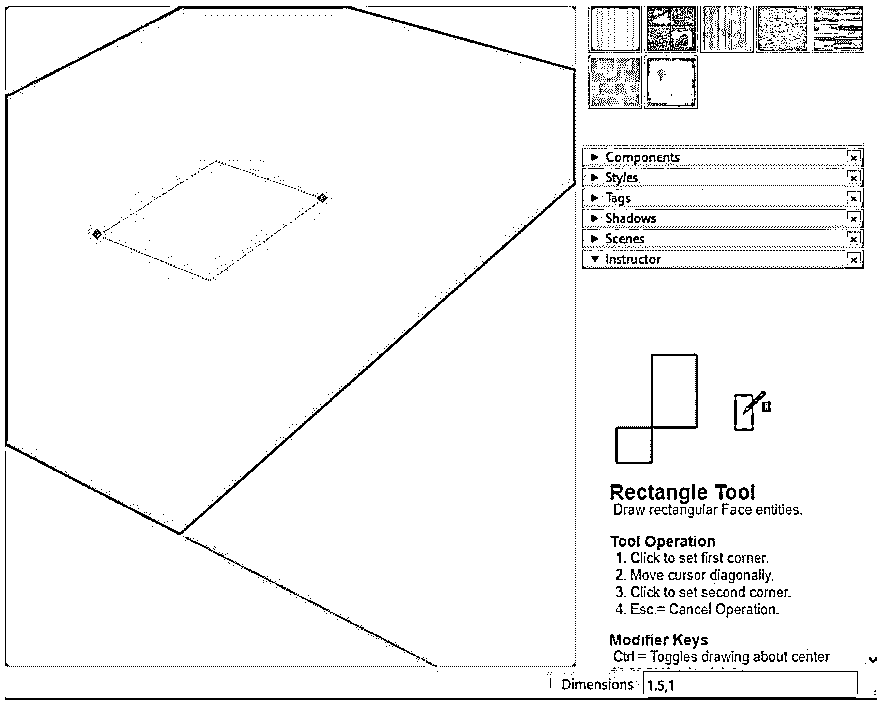 Components
Styles
Tags
Shadows
Scenes
Instructor
Rectangle Tool
Draw rectangular Face entities.
Tool Operation
1. Click to set first corner.
2. Move cursor diagonally.
3. Click to set second corner.
4. Esc = Cancel Operation.
Modifier Keys
Ctrl = Toggles drawing about center
Dimensions 1.5,1